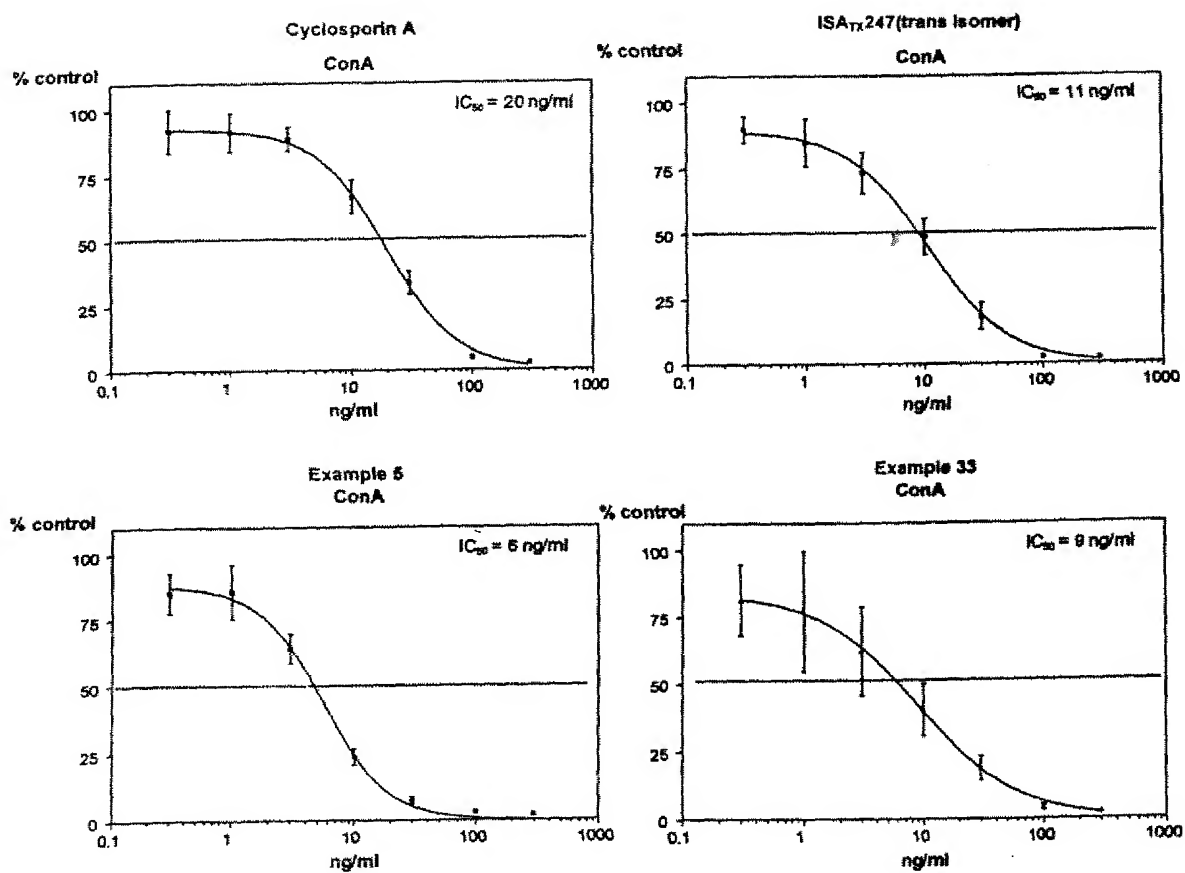 Cyclosporin A
ConA
% control
IC50 = 20 ng/ml
100
75
50
25
0
0.1
1
10
100
1000
ng/ml
ISATX247(trans isomer)
ConA
% control
IC50 = 11 ng/ml
100
75
50
25
0
0.1
1
10
100
1000
ng/ml
Example 5
ConA
% control
IC50 = 6 ng/ml
100
75
50
25
0
0.1
1
10
100
1000
ng/ml
Example 33
ConA
% control
IC50 = 9 ng/ml
100
75
50
25
0
0.1
1
10
100
1000
ng/ml